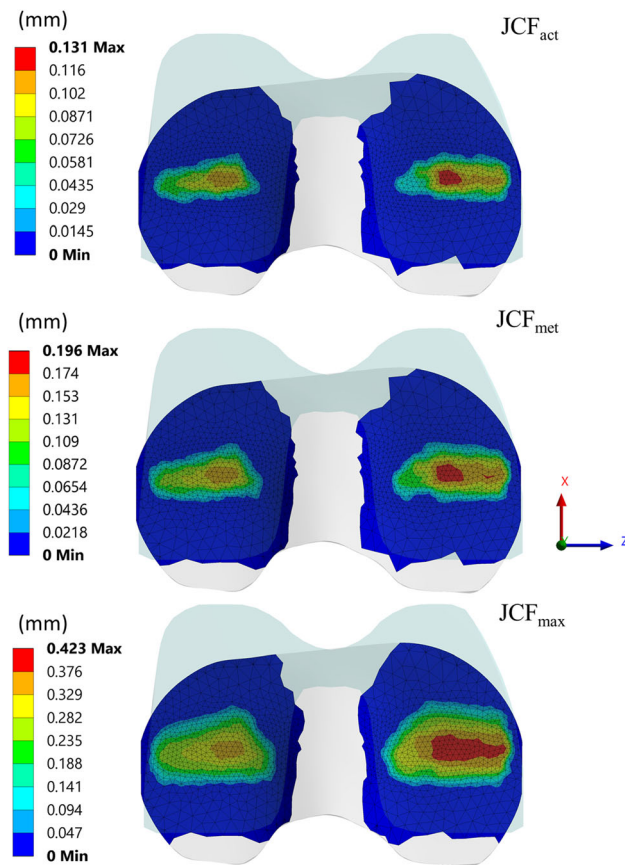 (mm)
JCFact
0.131 Max
0.116
0.102
0.0871
0.0726
0.0581
0.0435
0.029
0.0145
0 Min
(mm)
JCFmet
0.196 Max
0.174
0.153
0.131
0.109
0.0872
0.0654
0.0436
0.0218
0 Min
X
Y
Z
(mm)
JCFmax
0.423 Max
0.376
0.329
0.282
0.235
0.188
0.141
0.094
0.047
0 Min